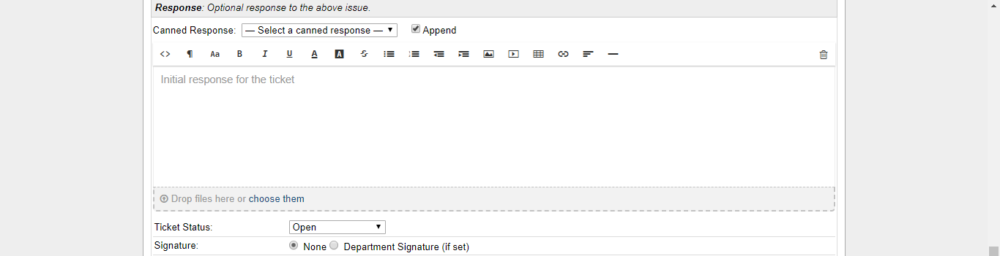 Response: Optional response to the above issue.
Canned Response: — Select a canned response — Append
<> ¶ Aa B I U A A S
Initial response for the ticket
Drop files here or choose them
Ticket Status: Open
Signature: None Department Signature (if set)